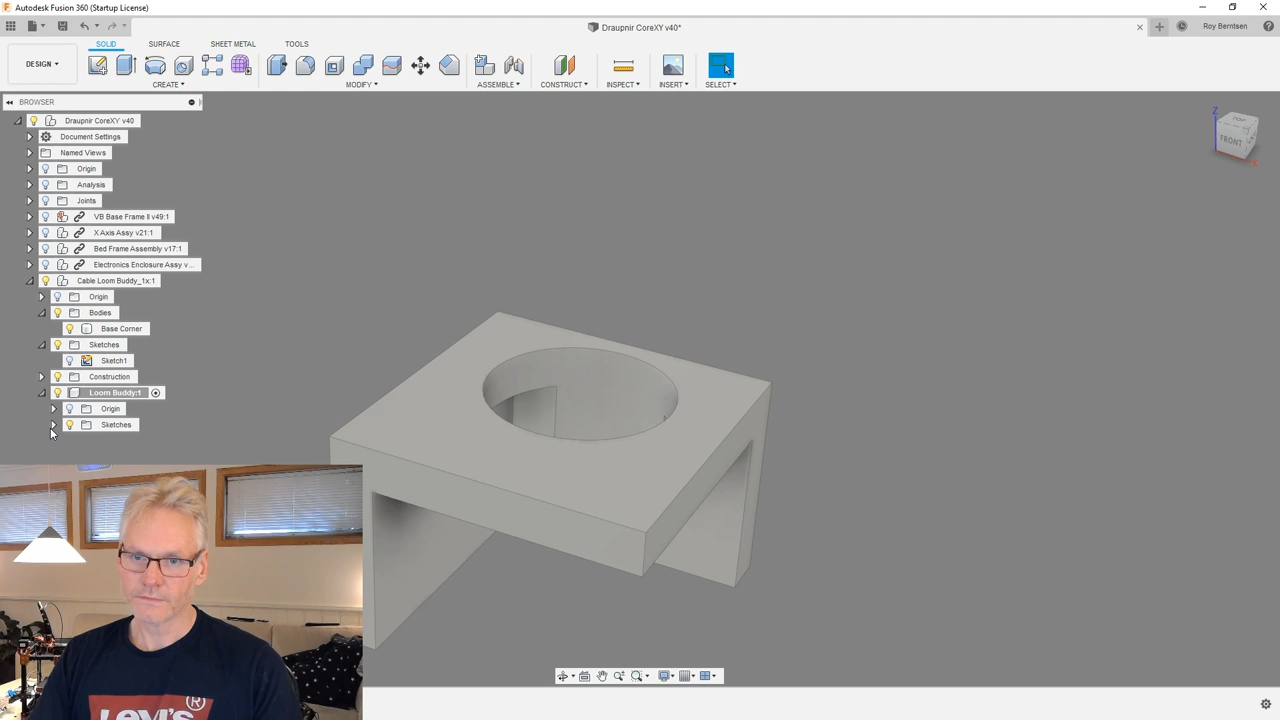 Autodesk Fusion 360 (Startup License)
Draupnir CoreXY v40*
Roy Berntsen
DESIGN
SOLID SURFACE SHEET METAL TOOLS
CREATE MODIFY ASSEMBLE CONSTRUCT INSPECT INSERT SELECT
BROWSER
Draupnir CoreXY v40
Document Settings
Named Views
Origin
Analysis
Joints
VB Base Frame II v49:1
X Axis Assy v21:1
Bed Frame Assembly v17:1
Electronics Enclosure Assy v...
Cable Loom Buddy_1x:1
Origin
Bodies
Base Corner
Sketches
Sketch1
Construction
Loom Buddy:1
Origin
Sketches
Z
TOP
FRONT
X
Levi's
®